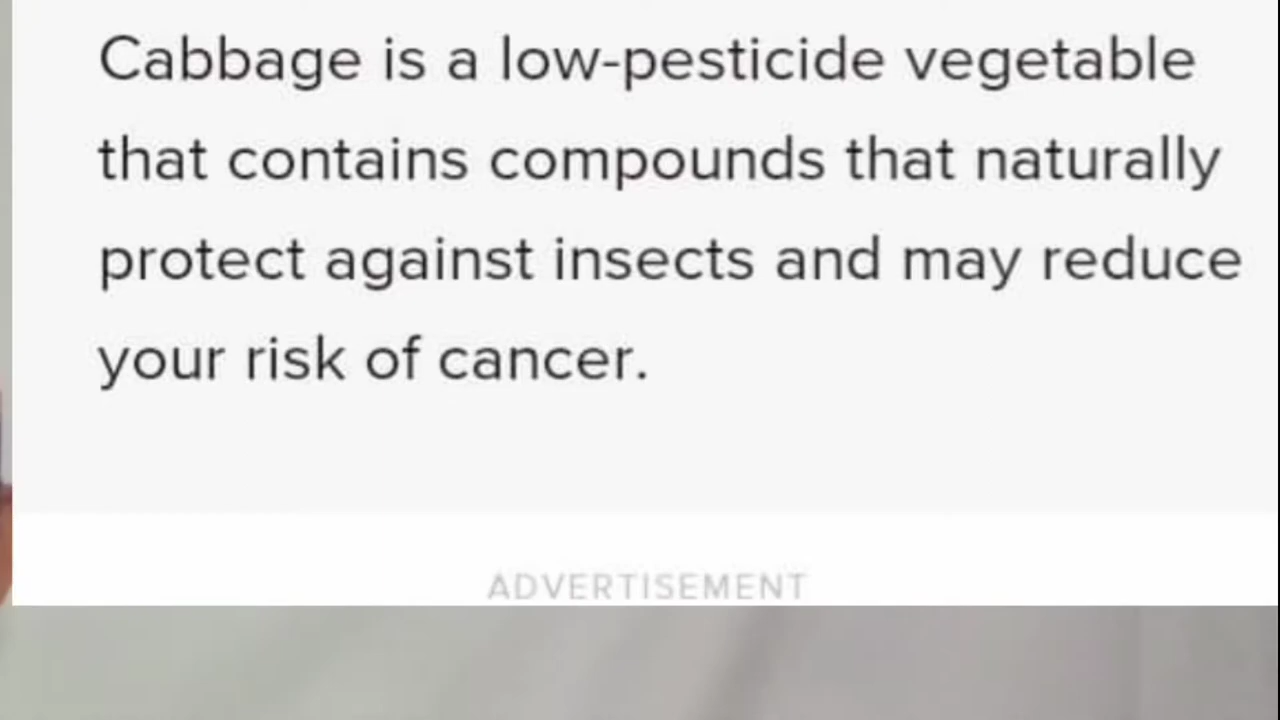 Cabbage is a low-pesticide vegetable
that contains compounds that naturally
protect against insects and may reduce
your risk of cancer.
ADVERTISEMENT